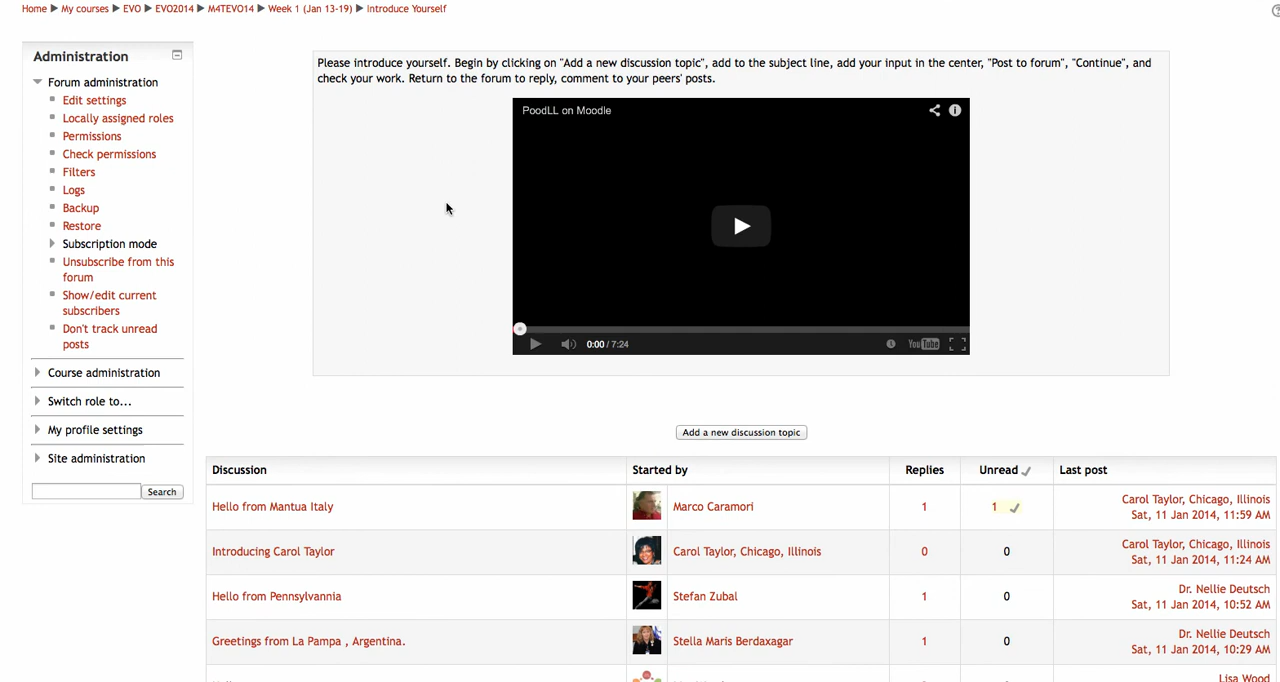 Home ▶ My courses ▶ EVO ▶ EVO2014 ▶ M4TEVO14 ▶ Week 1 (Jan 13-19) ▶ Introduce Yourself
Administration
Forum administration
Edit settings
Locally assigned roles
Permissions
Check permissions
Filters
Logs
Backup
Restore
Subscription mode
Unsubscribe from this
forum
Show/edit current
subscribers
Don't track unread
posts
Course administration
Switch role to...
My profile settings
Site administration
Search
Please introduce yourself. Begin by clicking on "Add a new discussion topic", add to the subject line, add your input in the center, "Post to forum", "Continue", and
check your work. Return to the forum to reply, comment to your peers' posts.
PoodLL on Moodle
0:00 / 7:24
YouTube
Add a new discussion topic
Discussion Started by Replies Unread Last post
Hello from Mantua Italy Marco Caramori 1 1 Carol Taylor, Chicago, Illinois
Sat, 11 Jan 2014, 11:59 AM
Introducing Carol Taylor Carol Taylor, Chicago, Illinois 0 0 Carol Taylor, Chicago, Illinois
Sat, 11 Jan 2014, 11:24 AM
Hello from Pennsylvannia Stefan Zubal 1 0 Dr. Nellie Deutsch
Sat, 11 Jan 2014, 10:52 AM
Greetings from La Pampa , Argentina. Stella Maris Berdaxagar 1 0 Dr. Nellie Deutsch
Sat, 11 Jan 2014, 10:29 AM
Lisa Wood